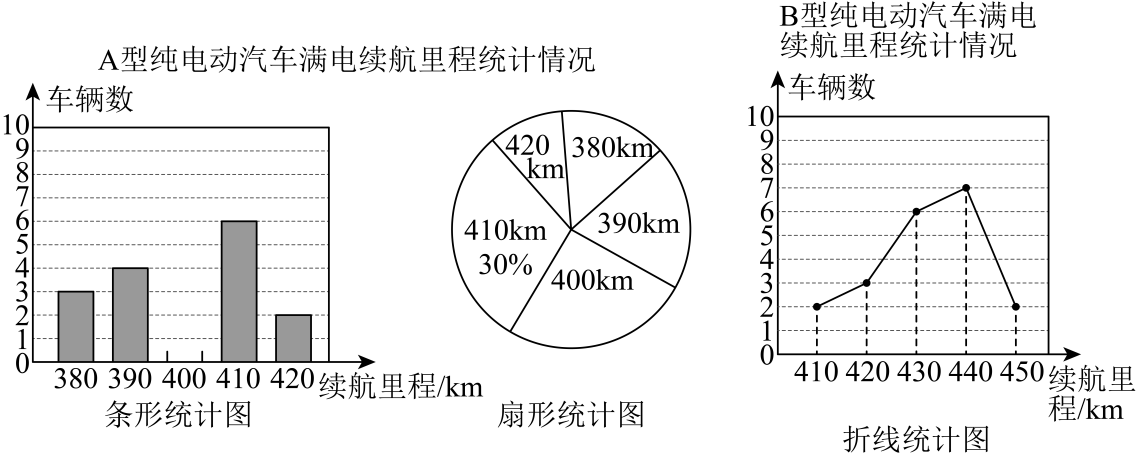 A型纯电动汽车满电续航里程统计情况
车辆数
10
9
8
7
6
5
4
3
2
1
0
380 390 400 410 420 续航里程/km
条形统计图
420
km
380km
390km
400km
410km
30%
扇形统计图
B型纯电动汽车满电
续航里程统计情况
车辆数
10
9
8
7
6
5
4
3
2
1
0
410 420 430 440 450 续航里
程/km
折线统计图